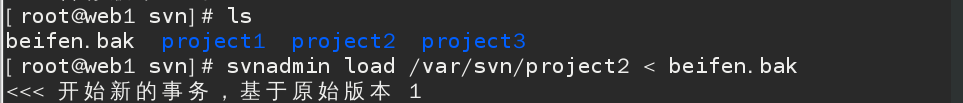 [root@web1 svn]# ls
beifen.bak  project1  project2  project3
[root@web1 svn]# svnadmin load /var/svn/project2 < beifen.bak
<<< 开始新的事务，基于原始版本 1